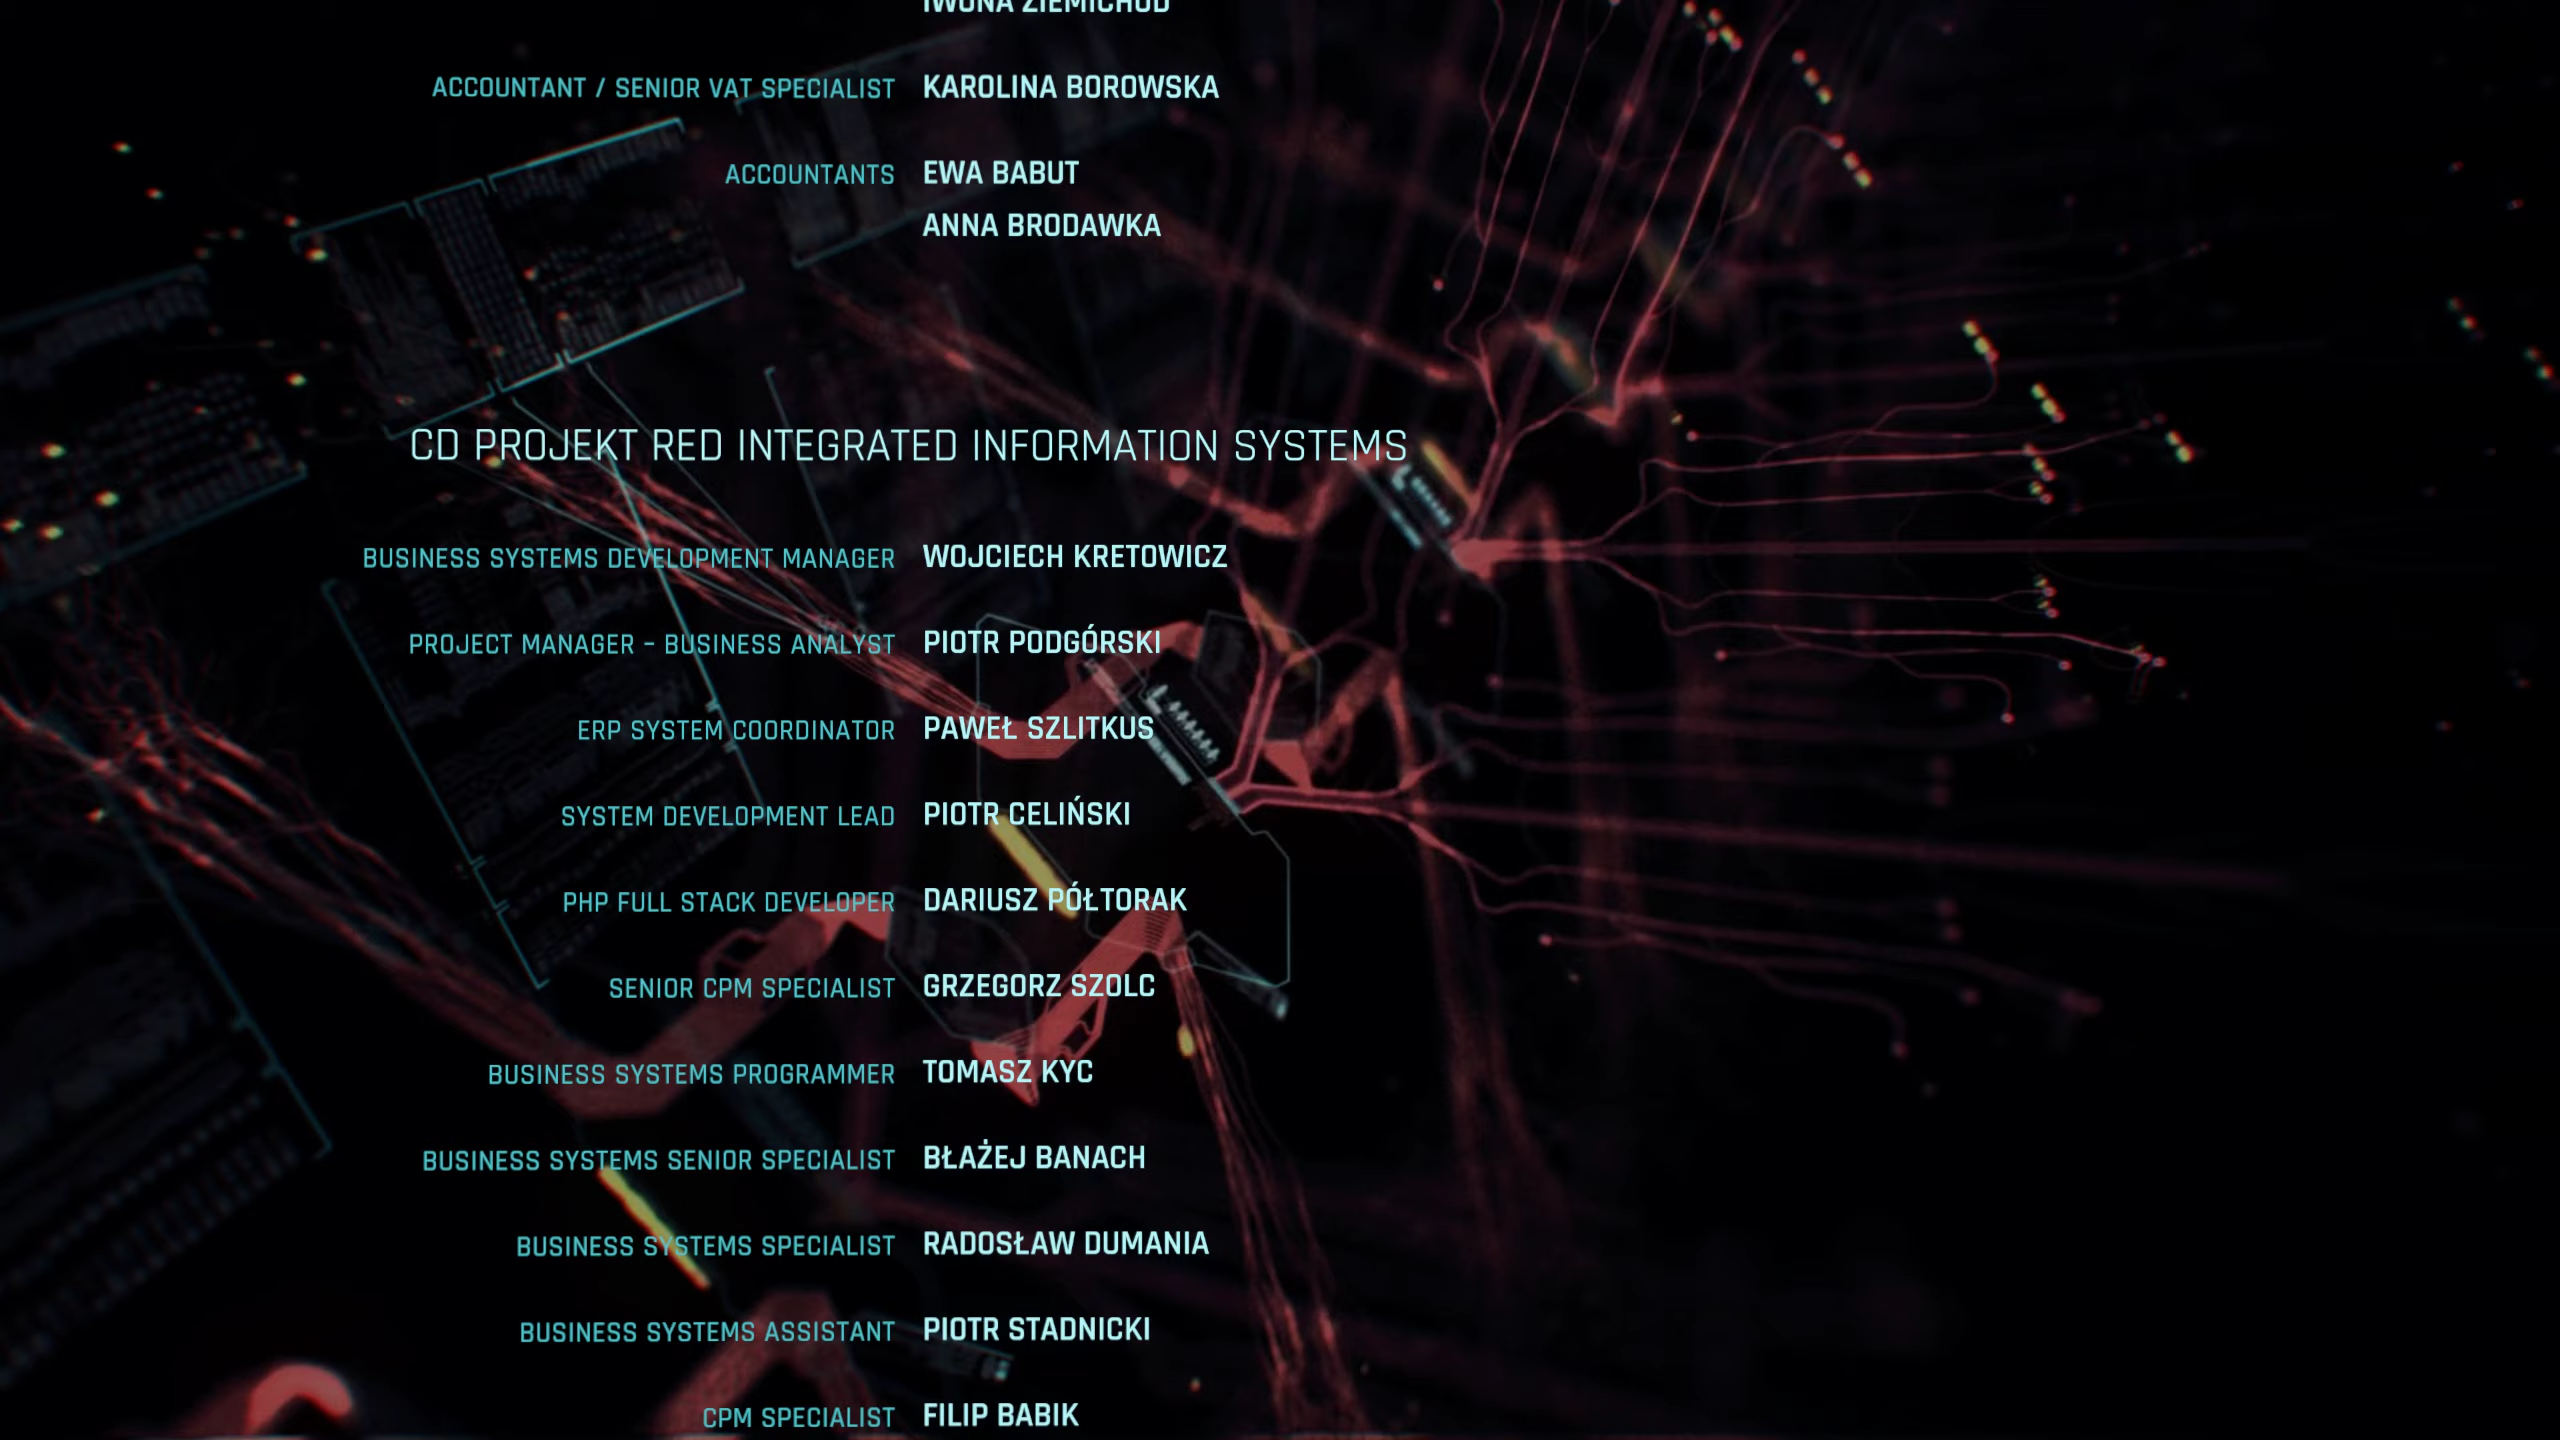 IWONA ZIEMICHÓD
ACCOUNTANT / SENIOR VAT SPECIALIST KAROLINA BOROWSKA
ACCOUNTANTS EWA BABUT
ANNA BRODAWKA
CD PROJEKT RED INTEGRATED INFORMATION SYSTEMS
BUSINESS SYSTEMS DEVELOPMENT MANAGER WOJCIECH KRETOWICZ
PROJECT MANAGER – BUSINESS ANALYST PIOTR PODGÓRSKI
ERP SYSTEM COORDINATOR PAWEŁ SZLITKUS
SYSTEM DEVELOPMENT LEAD PIOTR CELIŃSKI
PHP FULL STACK DEVELOPER DARIUSZ PÓŁTORAK
SENIOR CPM SPECIALIST GRZEGORZ SZOLC
BUSINESS SYSTEMS PROGRAMMER TOMASZ KYC
BUSINESS SYSTEMS SENIOR SPECIALIST BŁAŻEJ BANACH
BUSINESS SYSTEMS SPECIALIST RADOSŁAW DUMANIA
BUSINESS SYSTEMS ASSISTANT PIOTR STADNICKI
CPM SPECIALIST FILIP BABIK